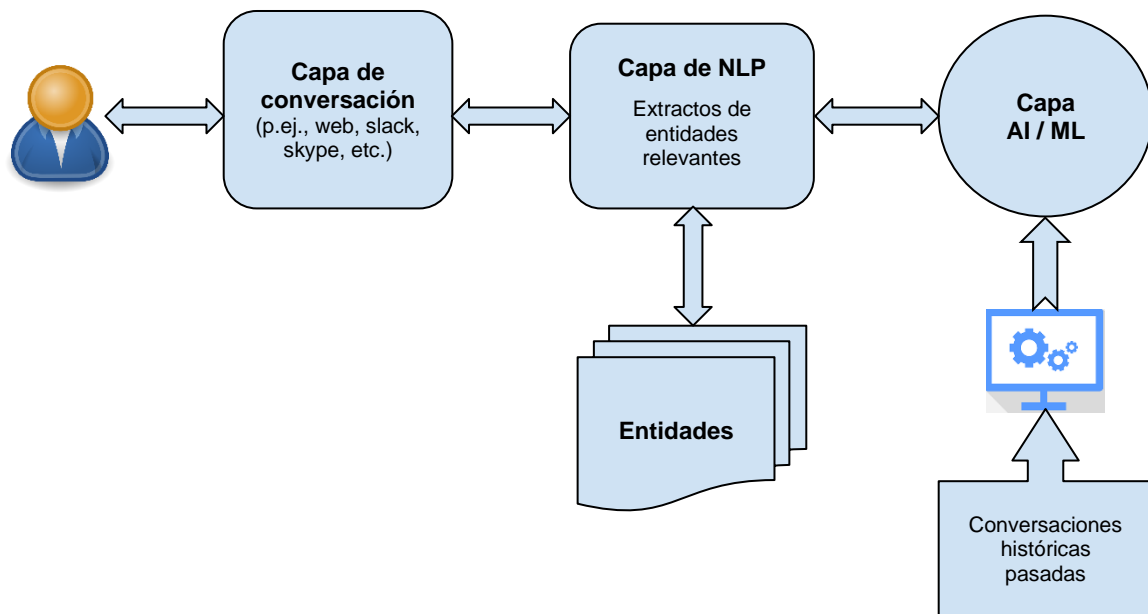 Capa de
conversación
(p.ej., web, slack,
skype, etc.)
Capa de NLP
Extractos de
entidades
relevantes
Capa
AI / ML
Entidades
Conversaciones
históricas
pasadas